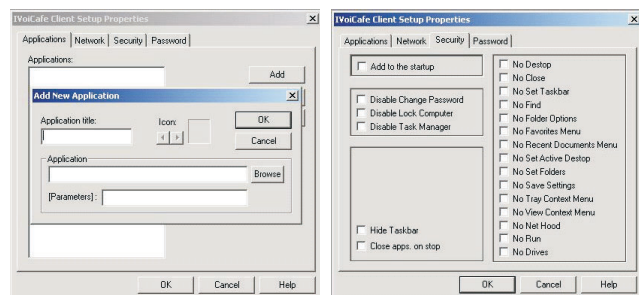 IVoiCafe Client Setup Properties
Applications Network Security Password
Applications:
Add
Add New Application
Application title:
Icon:
OK
Cancel
Application
Browse
[Parameters] :
OK Cancel Help
IVoiCafe Client Setup Properties
Applications Network Security Password
Add to the startup
Disable Change Password
Disable Lock Computer
Disable Task Manager
Hide Taskbar
Close apps. on stop
No Destop
No Close
No Set Taskbar
No Find
No Folder Options
No Favorites Menu
No Recent Documents Menu
No Set Active Destop
No Set Folders
No Save Settings
No Tray Context Menu
No View Context Menu
No Net Hood
No Run
No Drives
OK Cancel Help